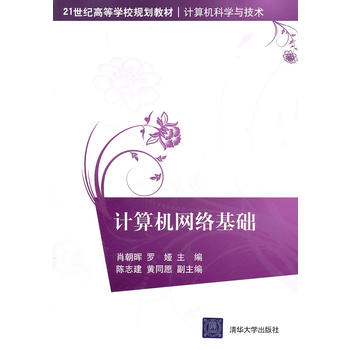 21世纪高等学校规划教材 | 计算机科学与技术
计算机网络基础
肖朝晖 罗 娅 主 编
陈志建 黄同愿 副主编
清华大学出版社